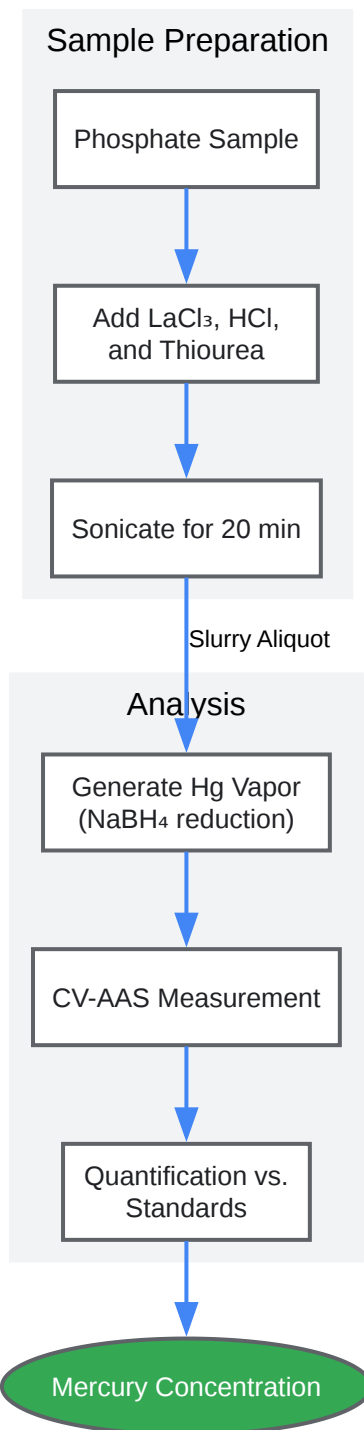 Sample Preparation
Phosphate Sample
Add LaCl₃, HCl,
and Thiourea
Sonicate for 20 min
Slurry Aliquot
Analysis
Generate Hg Vapor
(NaBH₄ reduction)
CV-AAS Measurement
Quantification vs.
Standards
Mercury Concentration